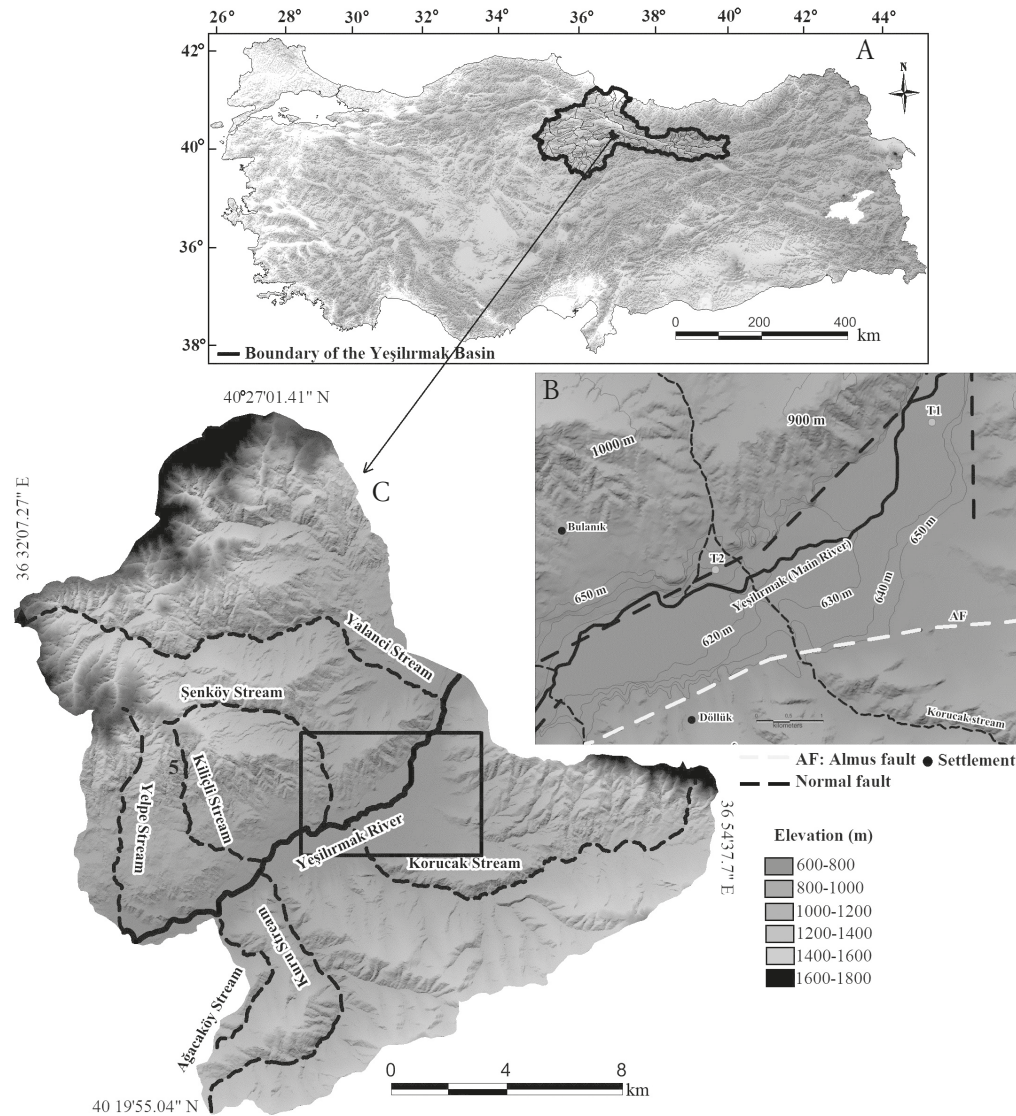 26° 28° 30° 32° 34° 36° 38° 40° 42° 44°
42°
A
N
40°
36°
38°
Boundary of the Yeşilırmak Basin
0 200 400
km
40°27'01.41" N
B
C
36 32'07.27" E
1000 m
900 m
T1
Bulanık
T2
650 m
Yeşilırmak (Main River)
650 m
640 m
630 m
620 m
AF
Döllük
Korucak stream
kilometers
AF: Almus fault
Settlement
Normal fault
Yalanci Stream
Şenköy Stream
5
Kiliçli Stream
Yelpe Stream
Yeşilırmak River
Korucak Stream
36 54'37.7" E
Kuru Stream
Ağacaköy Stream
Elevation (m)
600-800
800-1000
1000-1200
1200-1400
1400-1600
1600-1800
0 4 8
km
40 19'55.04" N